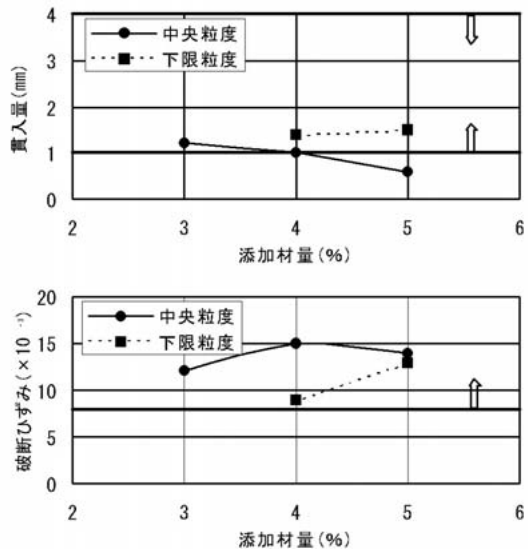 4
3
2
1
0
貫入量(mm)
中央粒度
下限粒度
2 3 4 5 6
添加材量(%)
20
15
10
5
0
破断ひずみ(×10⁻³)
中央粒度
下限粒度
2 3 4 5 6
添加材量(%)